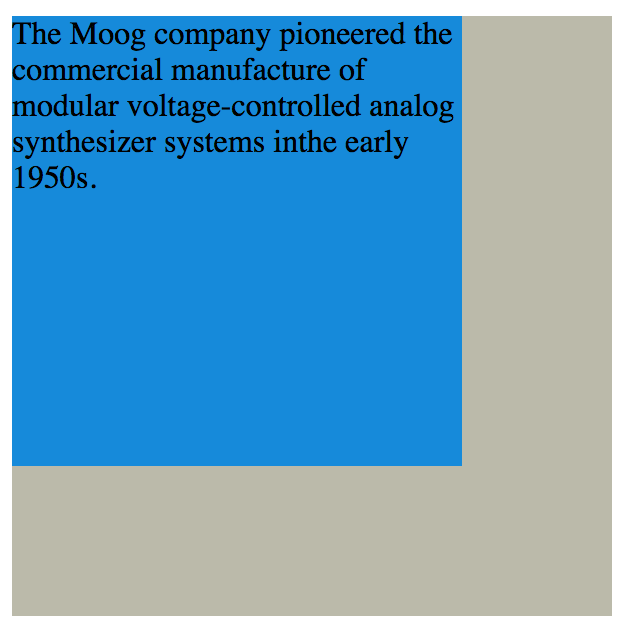 The Moog company pioneered the
commercial manufacture of
modular voltage-controlled analog
synthesizer systems inthe early
1950s.